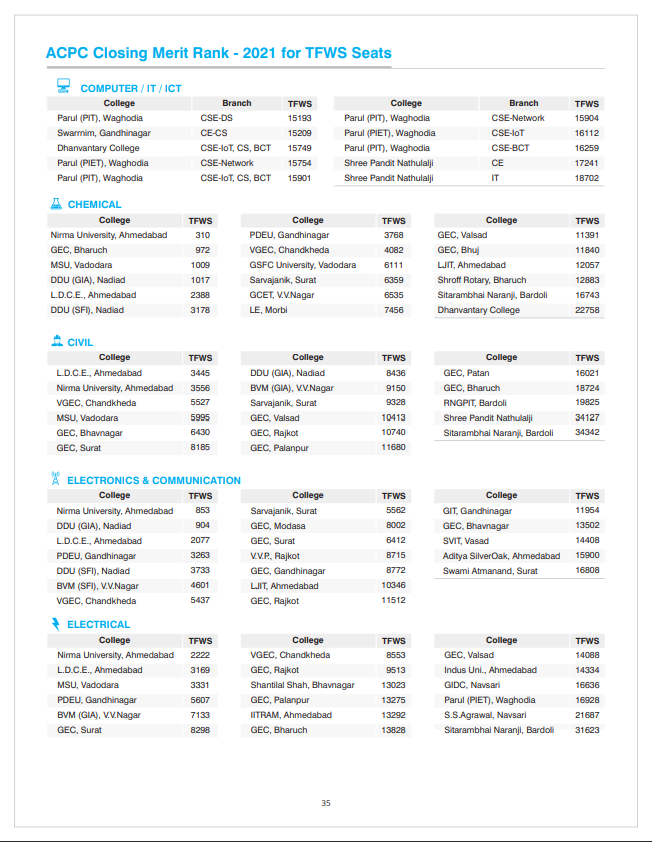 ACPC Closing Merit Rank - 2021 for TFWS Seats
COMPUTER / IT / ICT
College Branch TFWS
Parul (PIT), Waghodia CSE-DS 15193
Swarrnim, Gandhinagar CE-CS 15209
Dhanvantary College CSE-IoT, CS, BCT 15749
Parul (PIET), Waghodia CSE-Network 15754
Parul (PIT), Waghodia CSE-IoT, CS, BCT 15901
College Branch TFWS
Parul (PIT), Waghodia CSE-Network 15904
Parul (PIET), Waghodia CSE-IoT 16112
Parul (PIT), Waghodia CSE-BCT 16259
Shree Pandit Nathulalji CE 17241
Shree Pandit Nathulalji IT 18702
CHEMICAL
College TFWS
Nirma University, Ahmedabad 310
GEC, Bharuch 972
MSU, Vadodara 1009
DDU (GIA), Nadiad 1017
L.D.C.E., Ahmedabad 2388
DDU (SFI), Nadiad 3178
College TFWS
PDEU, Gandhinagar 3768
VGEC, Chandkheda 4082
GSFC University, Vadodara 6111
Sarvajanik, Surat 6359
GCET, V.V.Nagar 6535
LE, Morbi 7456
College TFWS
GEC, Valsad 11391
GEC, Bhuj 11840
LJIT, Ahmedabad 12057
Shroff Rotary, Bharuch 12883
Sitarambhai Naranji, Bardoli 16743
Dhanvantary College 22758
CIVIL
College TFWS
L.D.C.E., Ahmedabad 3445
Nirma University, Ahmedabad 3556
VGEC, Chandkheda 5527
MSU, Vadodara 5995
GEC, Bhavnagar 6430
GEC, Surat 8185
College TFWS
DDU (GIA), Nadiad 8436
BVM (GIA), V.V.Nagar 9150
Sarvajanik, Surat 9328
GEC, Valsad 10413
GEC, Rajkot 10740
GEC, Palanpur 11680
College TFWS
GEC, Patan 16021
GEC, Bharuch 18724
RNGPIT, Bardoli 19825
Shree Pandit Nathulalji 34127
Sitarambhai Naranji, Bardoli 34342
ELECTRONICS & COMMUNICATION
College TFWS
Nirma University, Ahmedabad 853
DDU (GIA), Nadiad 904
L.D.C.E., Ahmedabad 2077
PDEU, Gandhinagar 3263
DDU (SFI), Nadiad 3733
BVM (SFI), V.V.Nagar 4601
VGEC, Chandkheda 5437
College TFWS
Sarvajanik, Surat 5562
GEC, Modasa 8002
GEC, Surat 6412
V.V.P., Rajkot 8715
GEC, Gandhinagar 8772
LJIT, Ahmedabad 10346
GEC, Rajkot 11512
College TFWS
GIT, Gandhinagar 11954
GEC, Bhavnagar 13502
SVIT, Vasad 14408
Aditya SilverOak, Ahmedabad 15900
Swami Atmanand, Surat 16808
ELECTRICAL
College TFWS
Nirma University, Ahmedabad 2222
L.D.C.E., Ahmedabad 3169
MSU, Vadodara 3331
PDEU, Gandhinagar 5607
BVM (GIA), V.V.Nagar 7133
GEC, Surat 8298
College TFWS
VGEC, Chandkheda 8553
GEC, Rajkot 9513
Shantilal Shah, Bhavnagar 13023
GEC, Palanpur 13275
IITRAM, Ahmedabad 13292
GEC, Bharuch 13828
College TFWS
GEC, Valsad 14088
Indus Uni., Ahmedabad 14334
GIDC, Navsari 16636
Parul (PIET), Waghodia 16928
S.S.Agrawal, Navsari 21687
Sitarambhai Naranji, Bardoli 31623
35